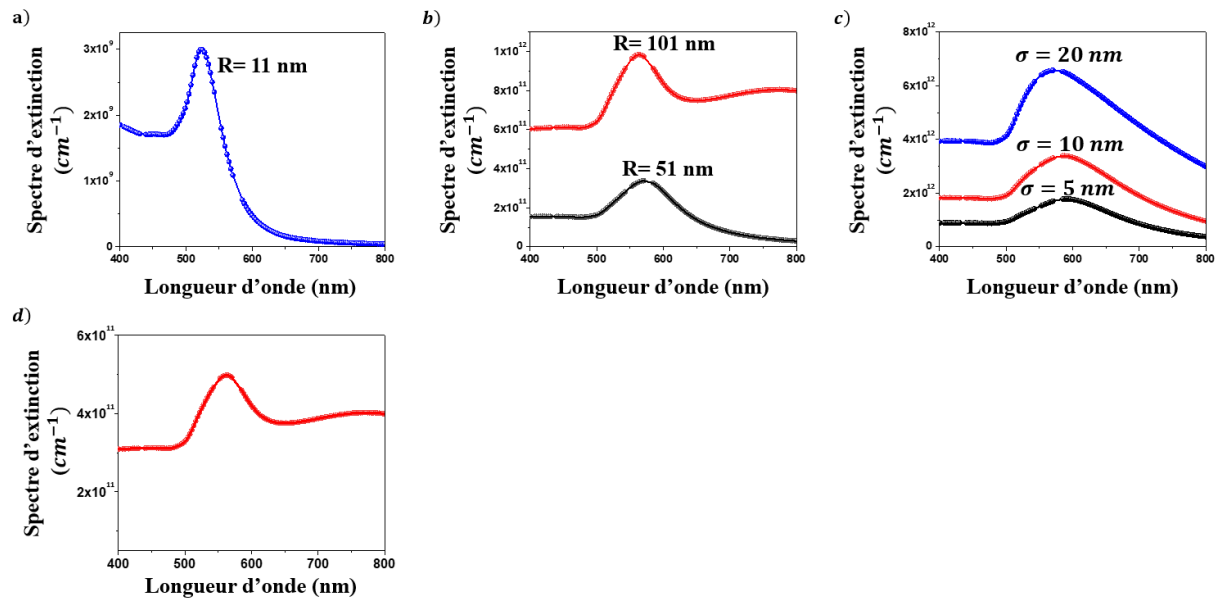 a)
Spectre d'extinction
(cm⁻¹)
3x10⁹
2x10⁹
1x10⁹
0
R= 11 nm
400 500 600 700 800
Longueur d'onde (nm)
b)
Spectre d'extinction
(cm⁻¹)
1x10¹²
8x10¹¹
6x10¹¹
4x10¹¹
2x10¹¹
0
R= 101 nm
R= 51 nm
400 500 600 700 800
Longueur d'onde (nm)
c)
Spectre d'extinction
(cm⁻¹)
8x10¹²
6x10¹²
4x10¹²
2x10¹²
0
σ = 20 nm
σ = 10 nm
σ = 5 nm
400 500 600 700 800
Longueur d'onde (nm)
d)
Spectre d'extinction
(cm⁻¹)
6x10¹¹
4x10¹¹
2x10¹¹
400 500 600 700 800
Longueur d'onde (nm)